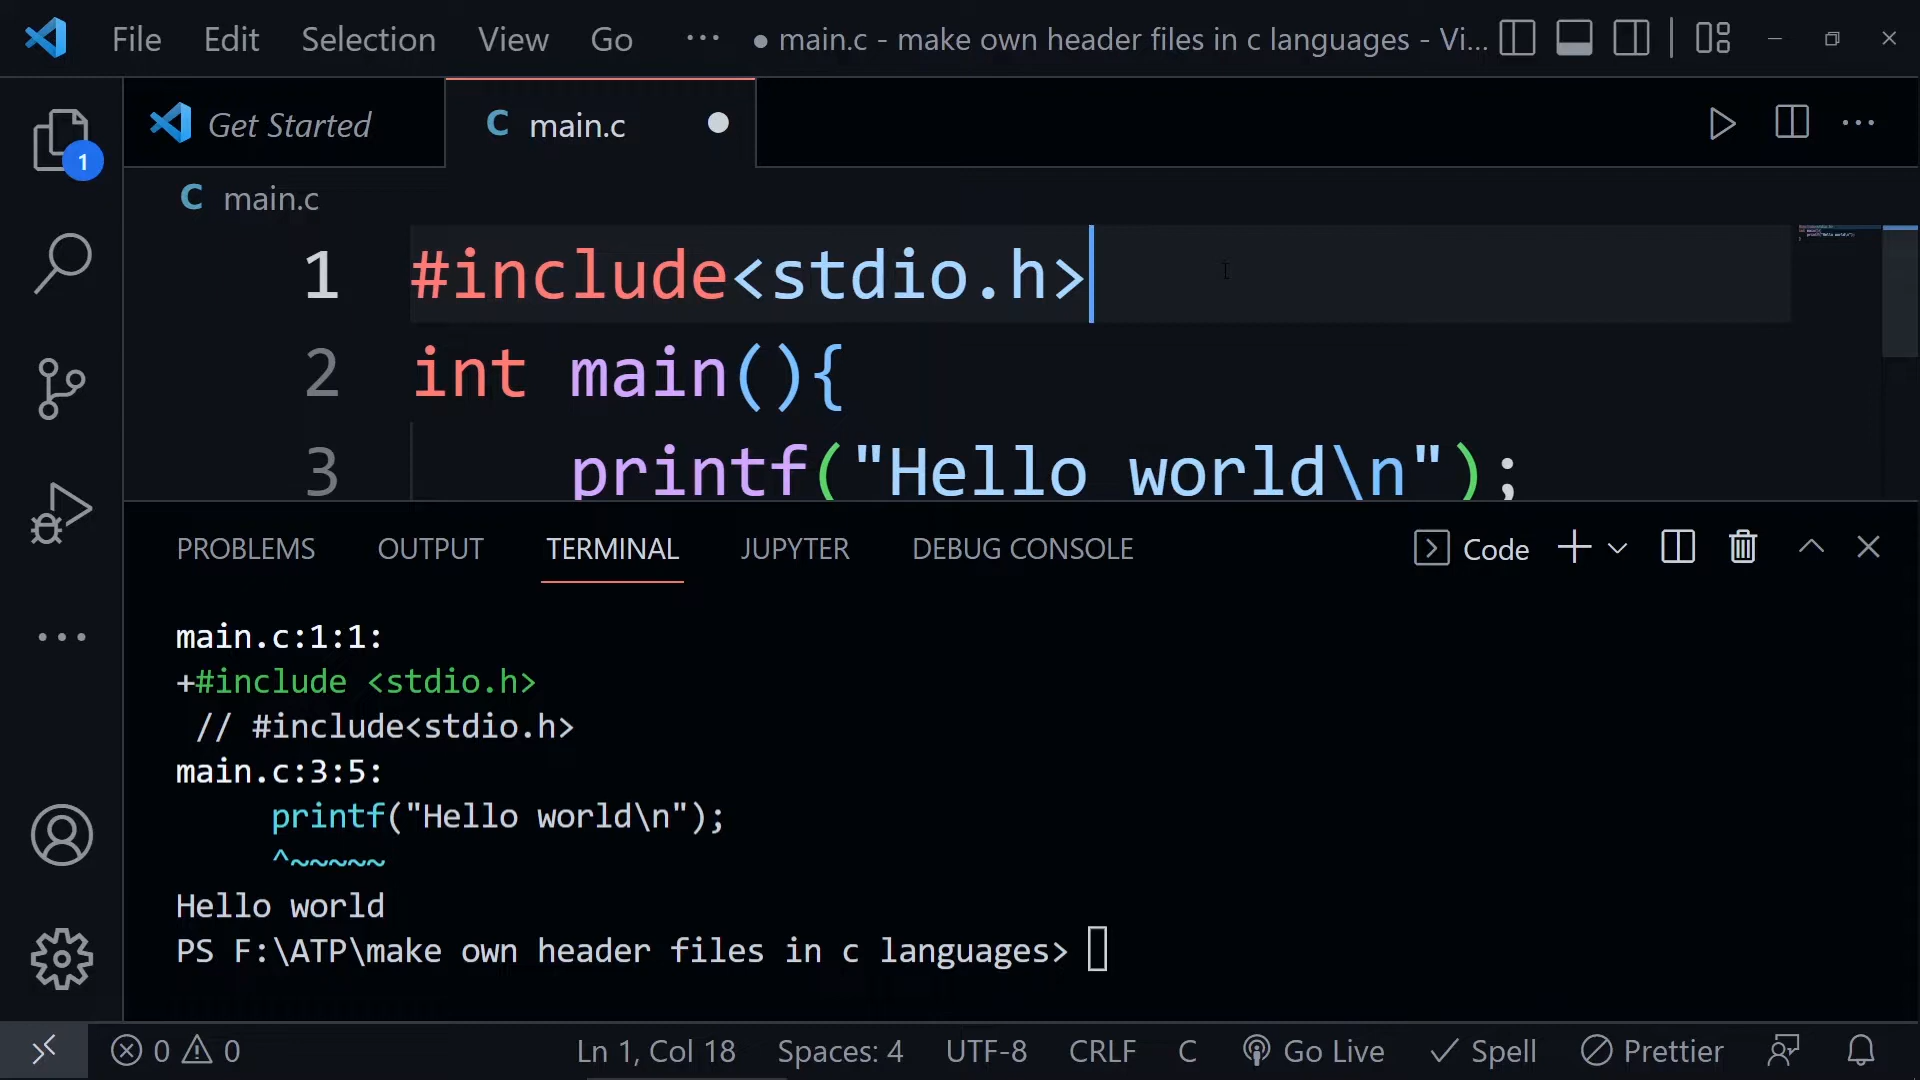 File Edit Selection View Go ··· ● main.c - make own header files in c languages - Vi...
Get Started C main.c ●
1
C main.c
1 #include<stdio.h>
2 int main(){
3 printf("Hello world\n");
PROBLEMS OUTPUT TERMINAL JUPYTER DEBUG CONSOLE Code
main.c:1:1:
+#include <stdio.h>
// #include<stdio.h>
main.c:3:5:
printf("Hello world\n");
^~~~~~
Hello world
PS F:\ATP\make own header files in c languages>
0 0 Ln 1, Col 18 Spaces: 4 UTF-8 CRLF C Go Live Spell Prettier